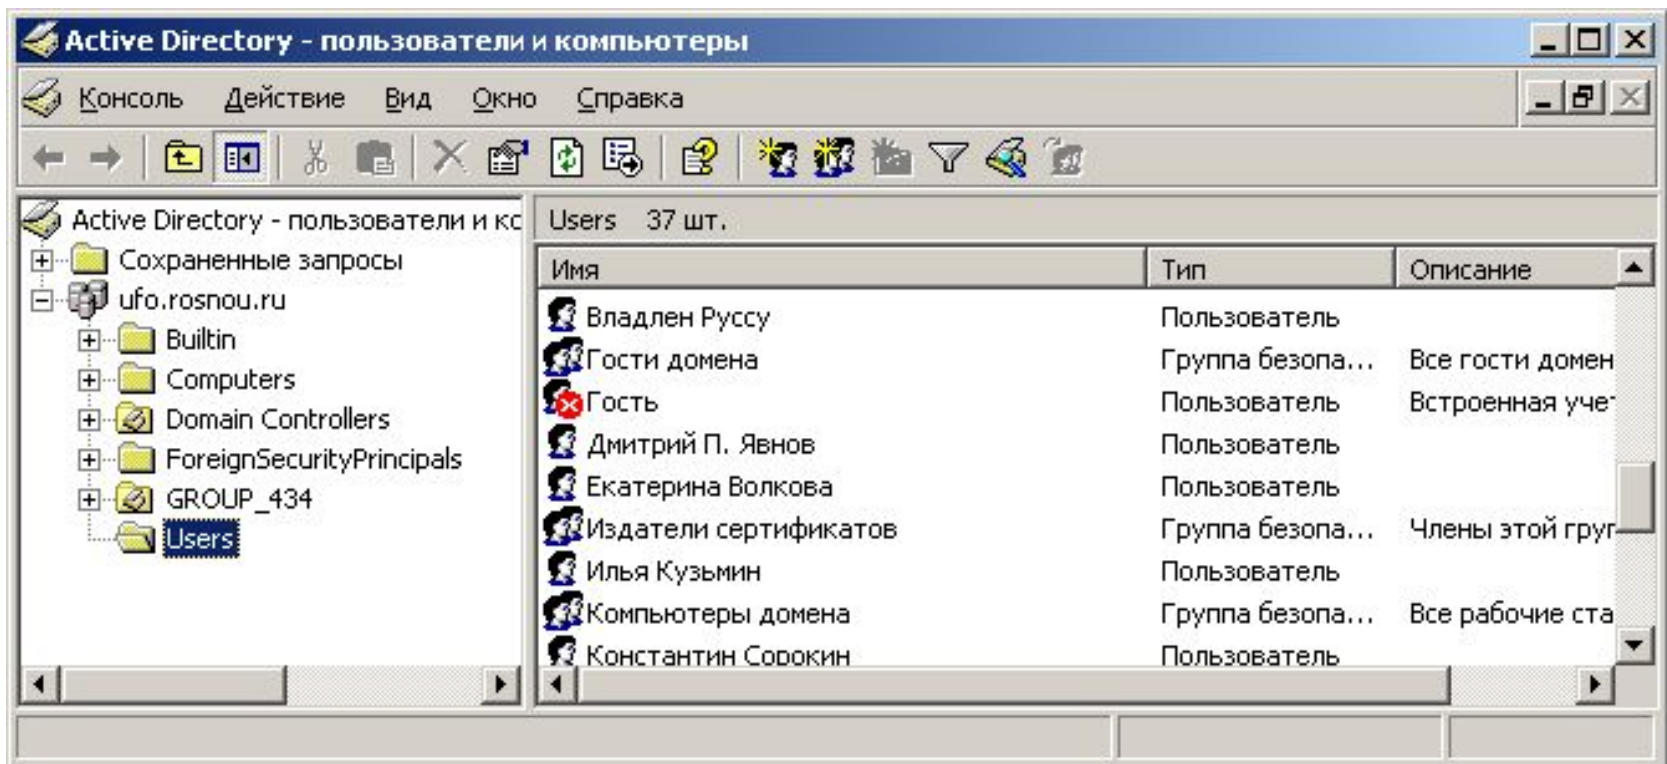 Active Directory - пользователи и компьютеры
Консоль Действие Вид Окно Справка
Active Directory - пользователи и кс
Сохраненные запросы
ufo.rosnou.ru
Builtin
Computers
Domain Controllers
ForeignSecurityPrincipals
GROUP_434
Users
Users 37 шт.
Имя Тип Описание
Владлен Руссу Пользователь
Гости домена Группа безопа... Все гости домен
Гость Пользователь Встроенная учет
Дмитрий П. Явнов Пользователь
Екатерина Волкова Пользователь
Издатели сертификатов Группа безопа... Члены этой груп
Илья Кузьмин Пользователь
Компьютеры домена Группа безопа... Все рабочие ста
Константин Сорокин Пользователь